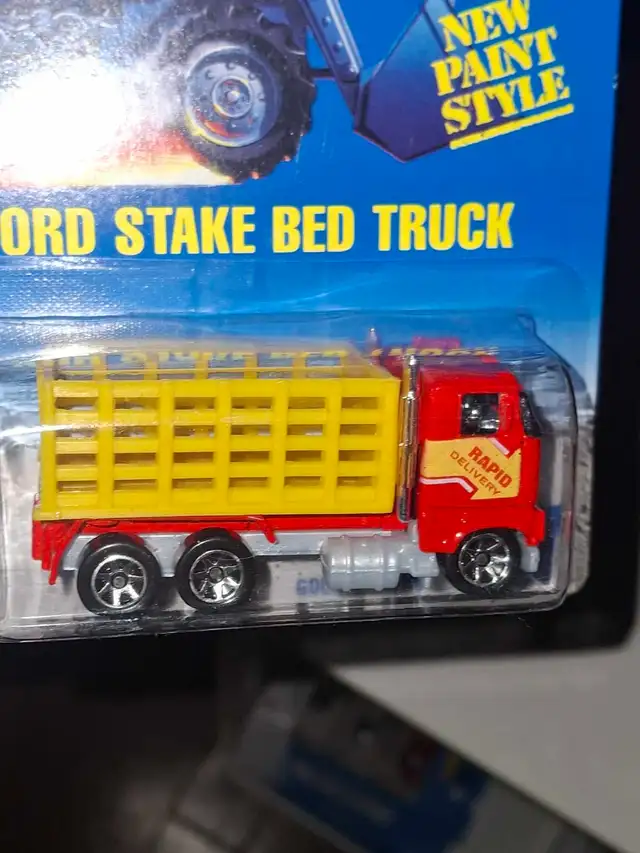 NEW
PAINT
STYLE
ORD STAKE BED TRUCK
RAPID
DELIVERY